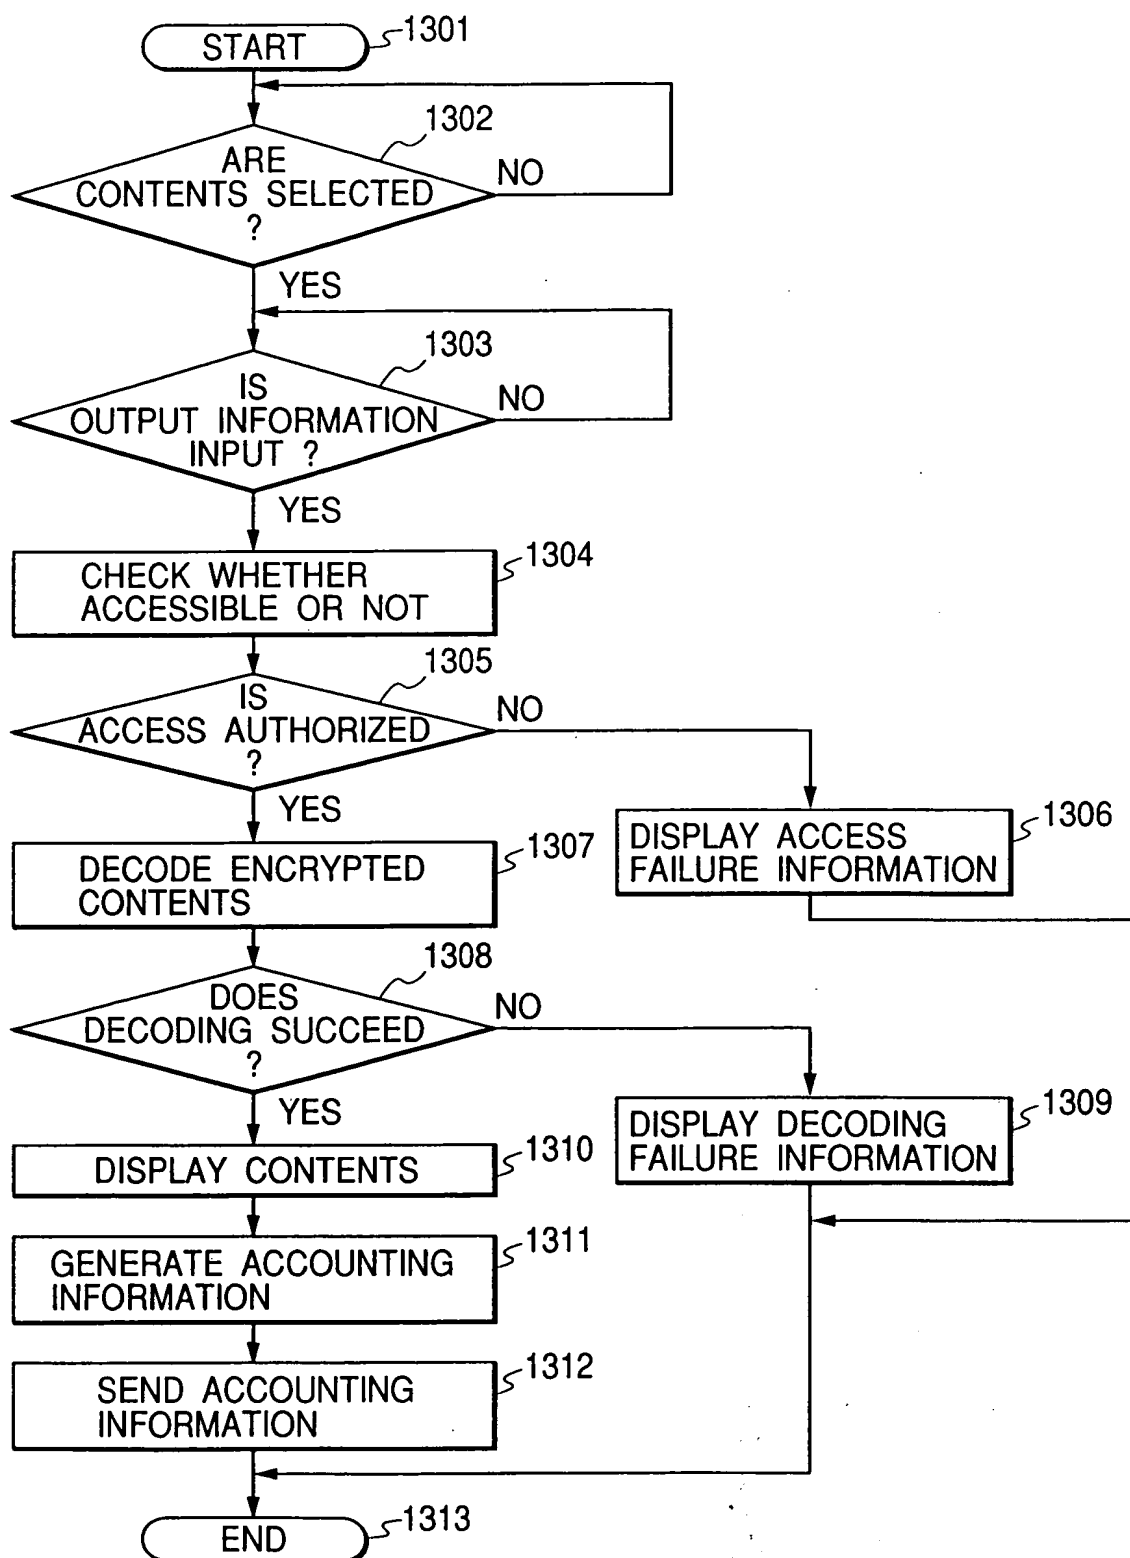 START
1301
1302
ARE
CONTENTS SELECTED
?
NO
YES
1303
IS
OUTPUT INFORMATION
INPUT ?
NO
YES
1304
CHECK WHETHER
ACCESSIBLE OR NOT
1305
IS
ACCESS AUTHORIZED
?
NO
YES
1306
DISPLAY ACCESS
FAILURE INFORMATION
1307
DECODE ENCRYPTED
CONTENTS
1308
DOES
DECODING SUCCEED
?
NO
YES
1309
DISPLAY DECODING
FAILURE INFORMATION
1310
DISPLAY CONTENTS
1311
GENERATE ACCOUNTING
INFORMATION
1312
SEND ACCOUNTING
INFORMATION
END
1313